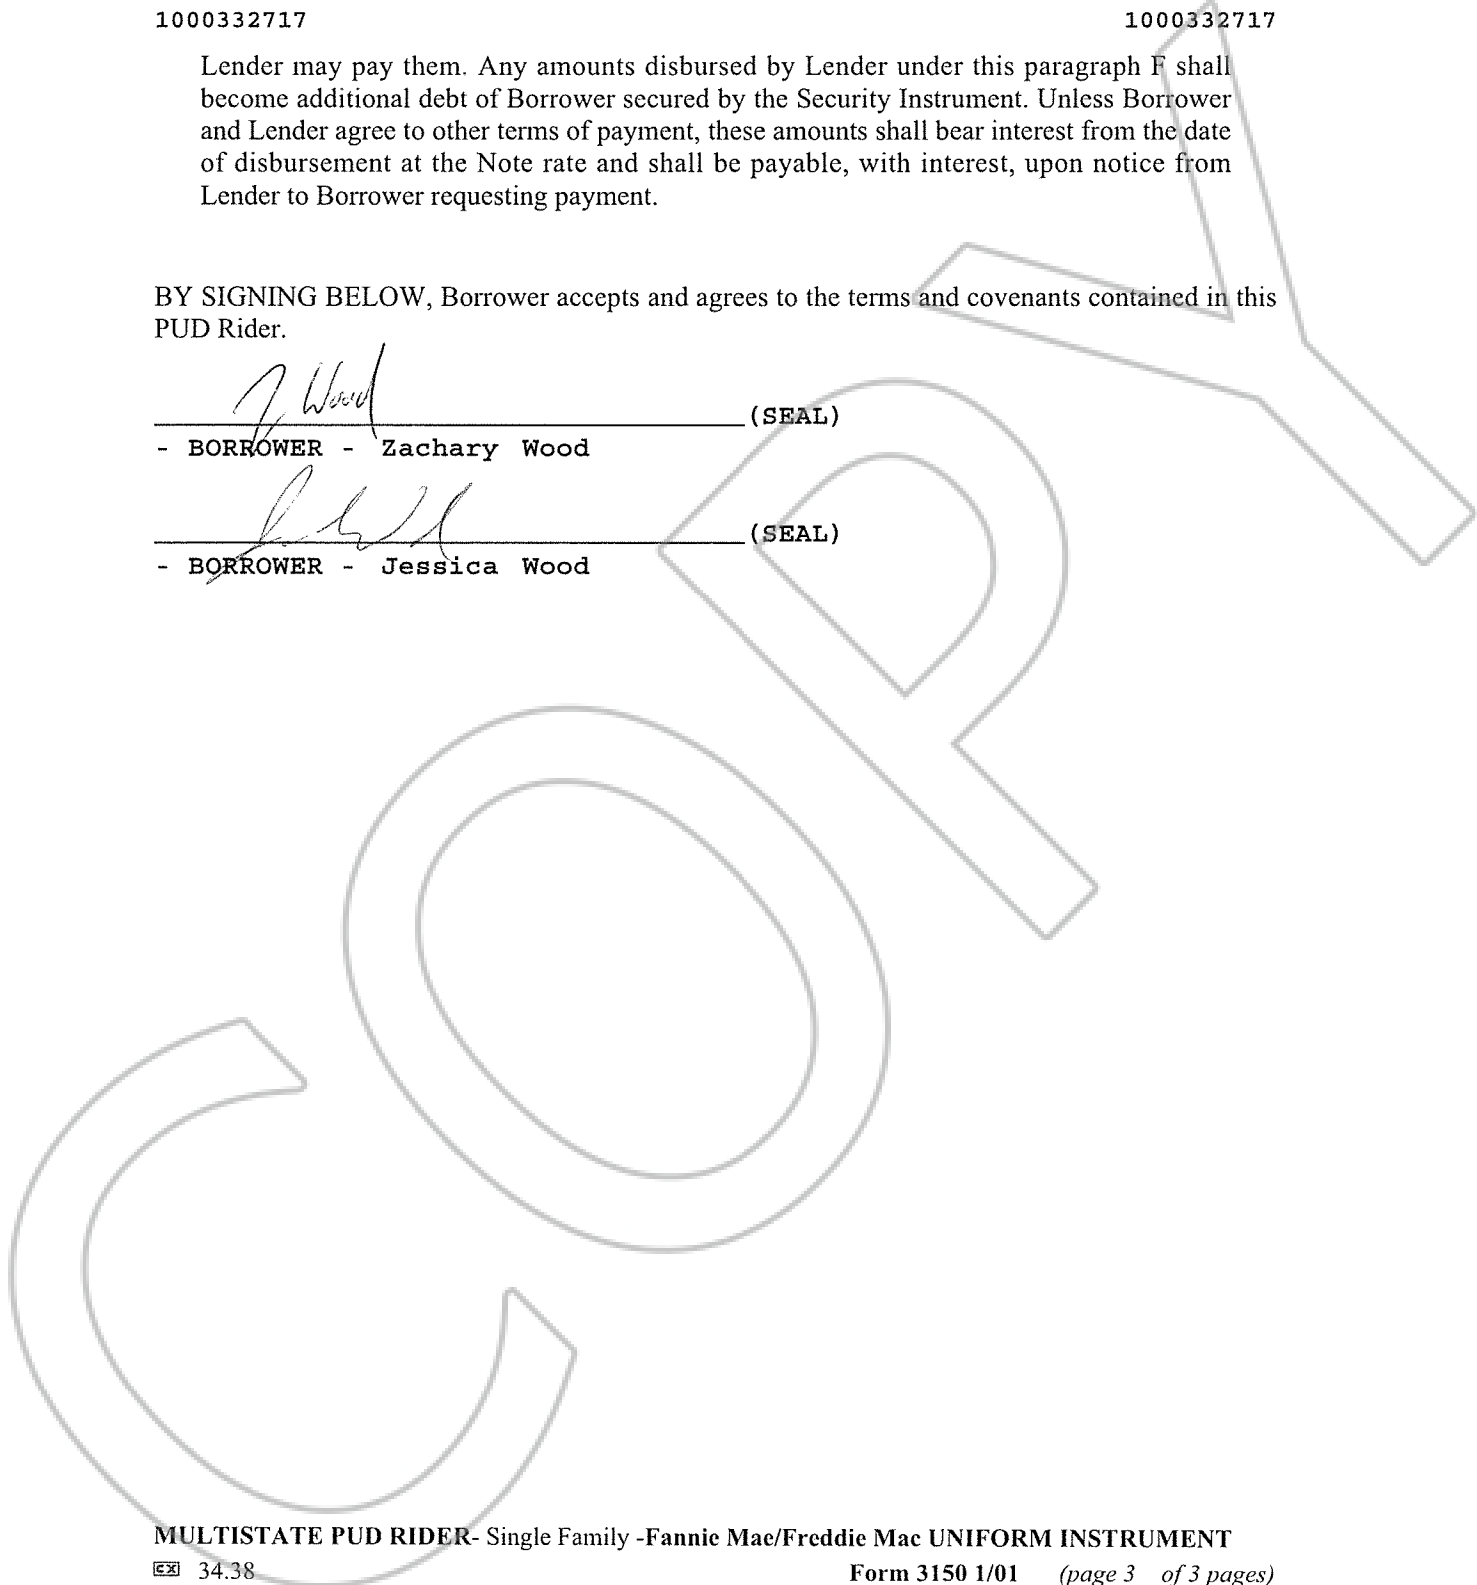 1000332717 1000332717
Lender may pay them. Any amounts disbursed by Lender under this paragraph F shall
become additional debt of Borrower secured by the Security Instrument. Unless Borrower
and Lender agree to other terms of payment, these amounts shall bear interest from the date
of disbursement at the Note rate and shall be payable, with interest, upon notice from
Lender to Borrower requesting payment.
BY SIGNING BELOW, Borrower accepts and agrees to the terms and covenants contained in this
PUD Rider.
Wood
(SEAL)
- BORROWER - Zachary Wood
(SEAL)
- BORROWER - Jessica Wood
COPY
MULTISTATE PUD RIDER- Single Family -Fannie Mae/Freddie Mac UNIFORM INSTRUMENT
CX 34.38 Form 3150 1/01 (page 3 of 3 pages)